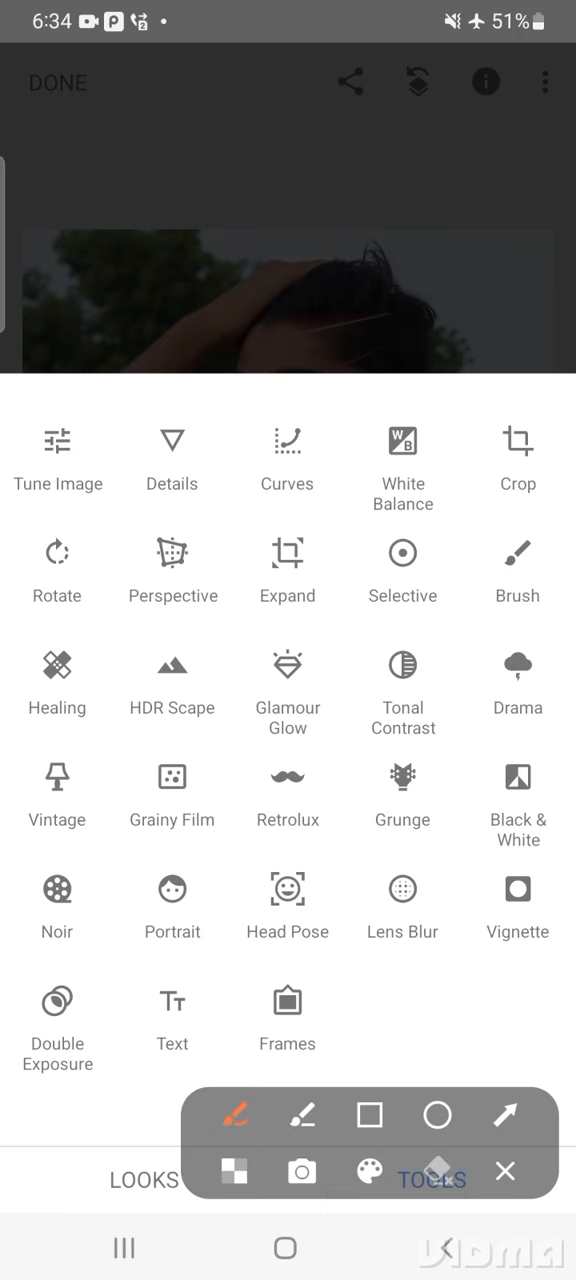 6:34
51%
DONE
Tune Image
Details
Curves
White
Balance
Crop
Rotate
Perspective
Expand
Selective
Brush
Healing
HDR Scape
Glamour
Glow
Tonal
Contrast
Drama
Vintage
Grainy Film
Retrolux
Grunge
Black &
White
Noir
Portrait
Head Pose
Lens Blur
Vignette
Double
Exposure
Text
Frames
LOOKS
TOOLS
VIDMA